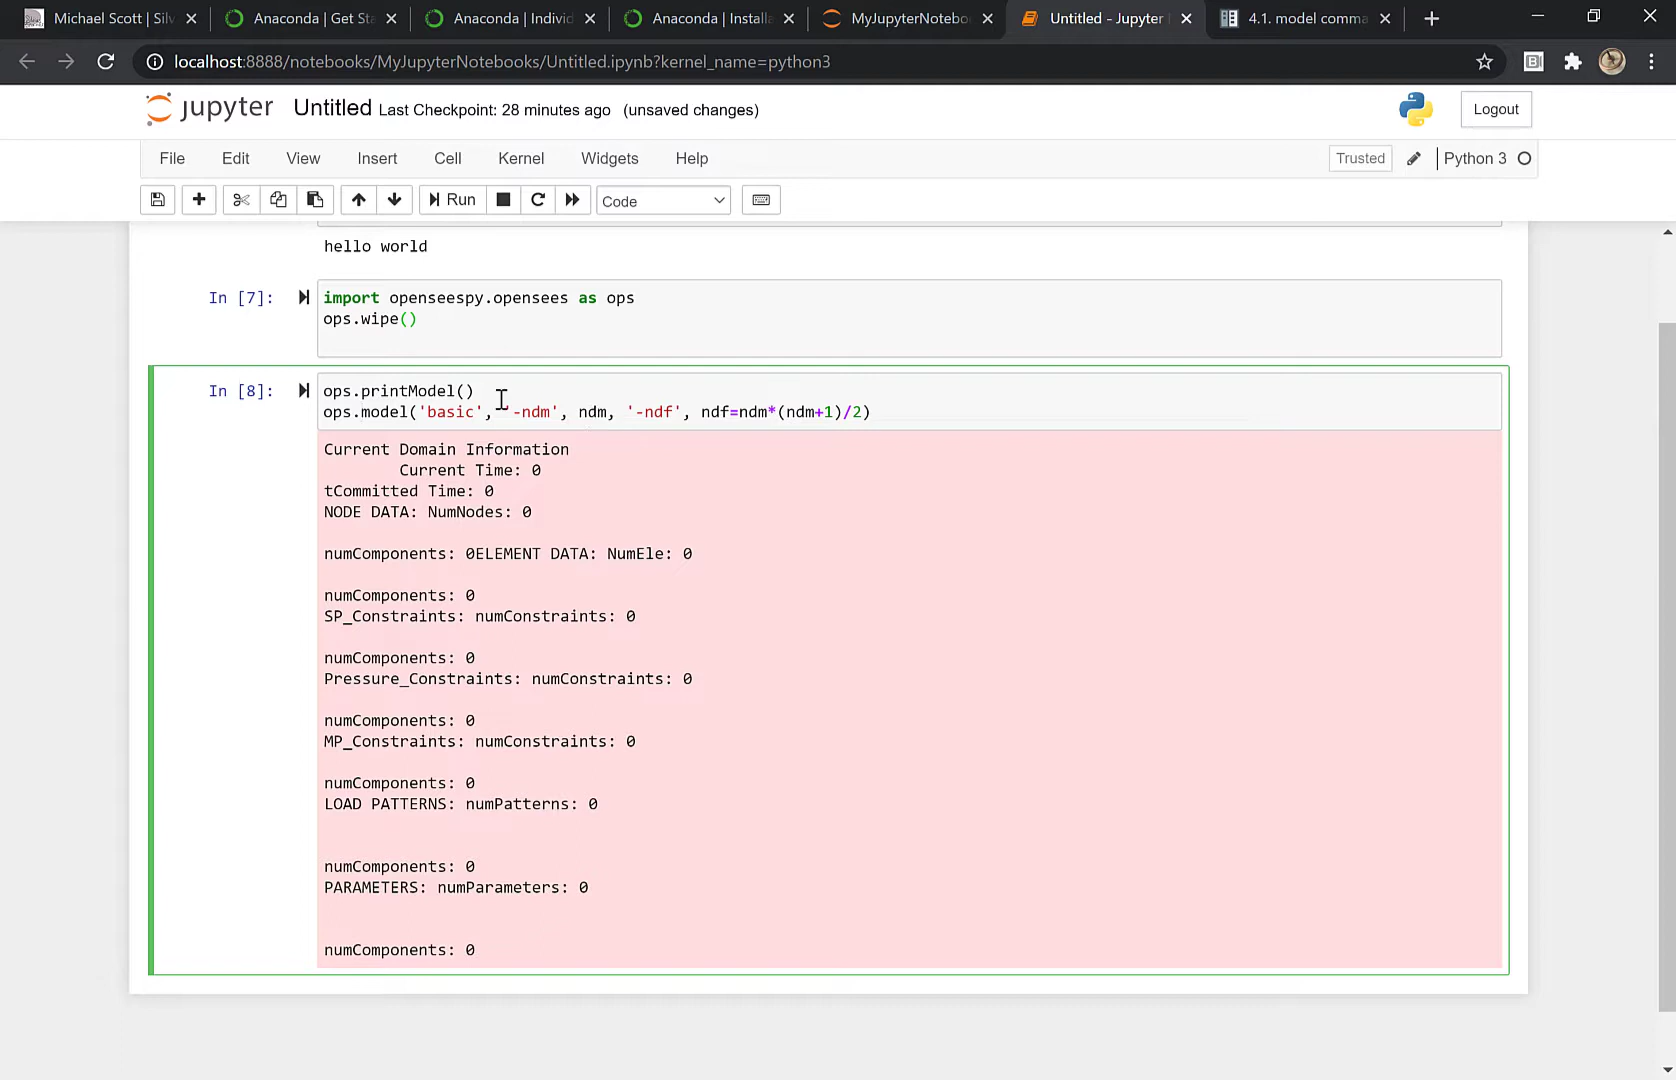 Michael Scott | Silv
Anaconda | Get Sta
Anaconda | Individ
Anaconda | Installa
MyJupyterNotebo
Untitled - Jupyter
4.1. model comma
localhost:8888/notebooks/MyJupyterNotebooks/Untitled.ipynb?kernel_name=python3
jupyter Untitled Last Checkpoint: 28 minutes ago (unsaved changes)
Logout
File Edit View Insert Cell Kernel Widgets Help
Trusted
Python 3
Run
Code
hello world
In [7]:
import openseespy.opensees as ops
ops.wipe()
In [8]:
ops.printModel()
ops.model('basic', '-ndm', ndm, '-ndf', ndf=ndm*(ndm+1)/2)
Current Domain Information
Current Time: 0
tCommitted Time: 0
NODE DATA: NumNodes: 0
numComponents: 0ELEMENT DATA: NumEle: 0
numComponents: 0
SP_Constraints: numConstraints: 0
numComponents: 0
Pressure_Constraints: numConstraints: 0
numComponents: 0
MP_Constraints: numConstraints: 0
numComponents: 0
LOAD PATTERNS: numPatterns: 0
numComponents: 0
PARAMETERS: numParameters: 0
numComponents: 0